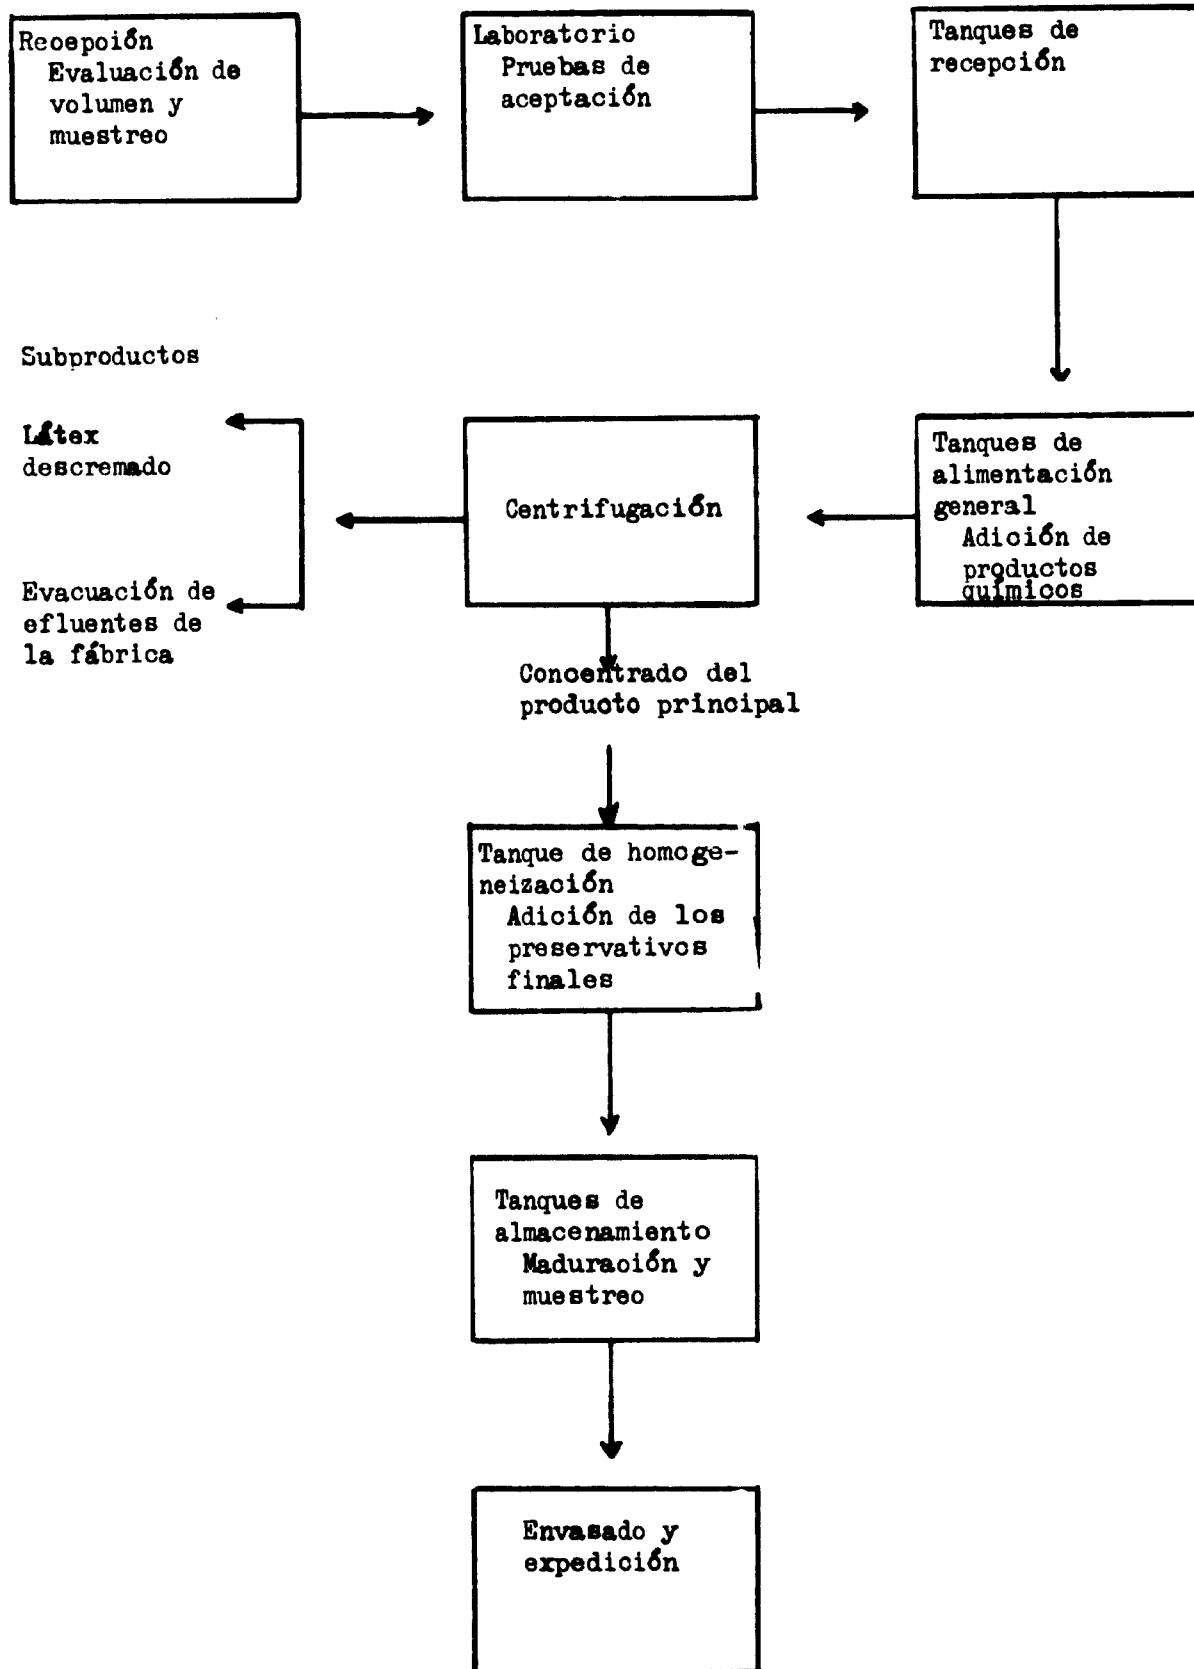 Recepción
Evaluación de
volumen y
muestreo
Laboratorio
Pruebas de
aceptación
Tanques de
recepción
Subproductos
Látex
descremado
Evacuación de
efluentes de
la fábrica
Centrifugación
Tanques de
alimentación
general
Adición de
productos
químicos
Concentrado del
producto principal
Tanque de homoge-
neización
Adición de los
preservativos
finales
Tanques de
almacenamiento
Maduración y
muestreo
Envasado y
expedición